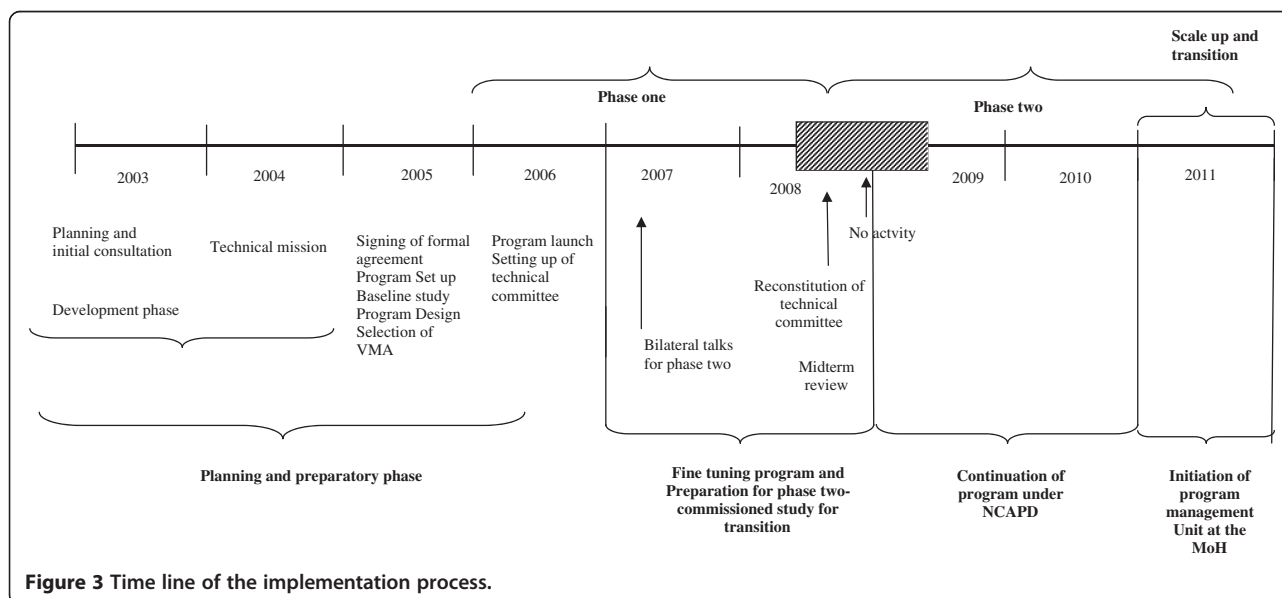 Scale up and
transition
Phase one
Phase two
2003
2004
2005
2006
2007
2008
2009
2010
2011
Planning and
initial consultation
Development phase
Technical mission
Signing of formal
agreement
Program Set up
Baseline study
Program Design
Selection of
VMA
Program launch
Setting up of
technical
committee
Bilateral talks
for phase two
Reconstitution of
technical
committee
Midterm
review
No actvity
Planning and preparatory phase
Fine tuning program and
Preparation for phase two-
commissioned study for
transition
Continuation of
program under
NCAPD
Initiation of
program
management
Unit at the
MoH
Figure 3 Time line of the implementation process.